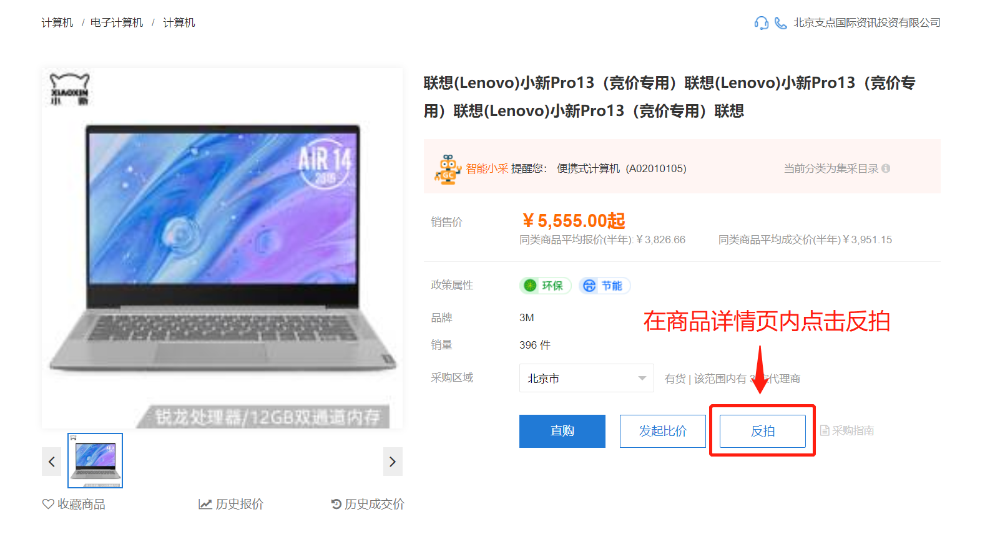 计算机 / 电子计算机 / 计算机
北京支点国际资讯投资有限公司
XIAOXIN
小新
AIR 14
2019
锐龙处理器/12GB双通道内存
联想(Lenovo)小新Pro13（竞价专用）联想(Lenovo)小新Pro13（竞价专
用）联想(Lenovo)小新Pro13（竞价专用）联想
GC
智能小采 提醒您： 便携式计算机（A02010105）
当前分类为集采目录
销售价
￥5,555.00起
同类商品平均报价(半年):￥3,826.66
同类商品平均成交价(半年)￥3,951.15
政策属性
环保
节能
品牌
3M
在商品详情页内点击反拍
销量
396 件
采购区域
北京市
有货 | 该范围内有 3 代理商
直购
发起比价
反拍
采购指南
收藏商品
历史报价
历史成交价